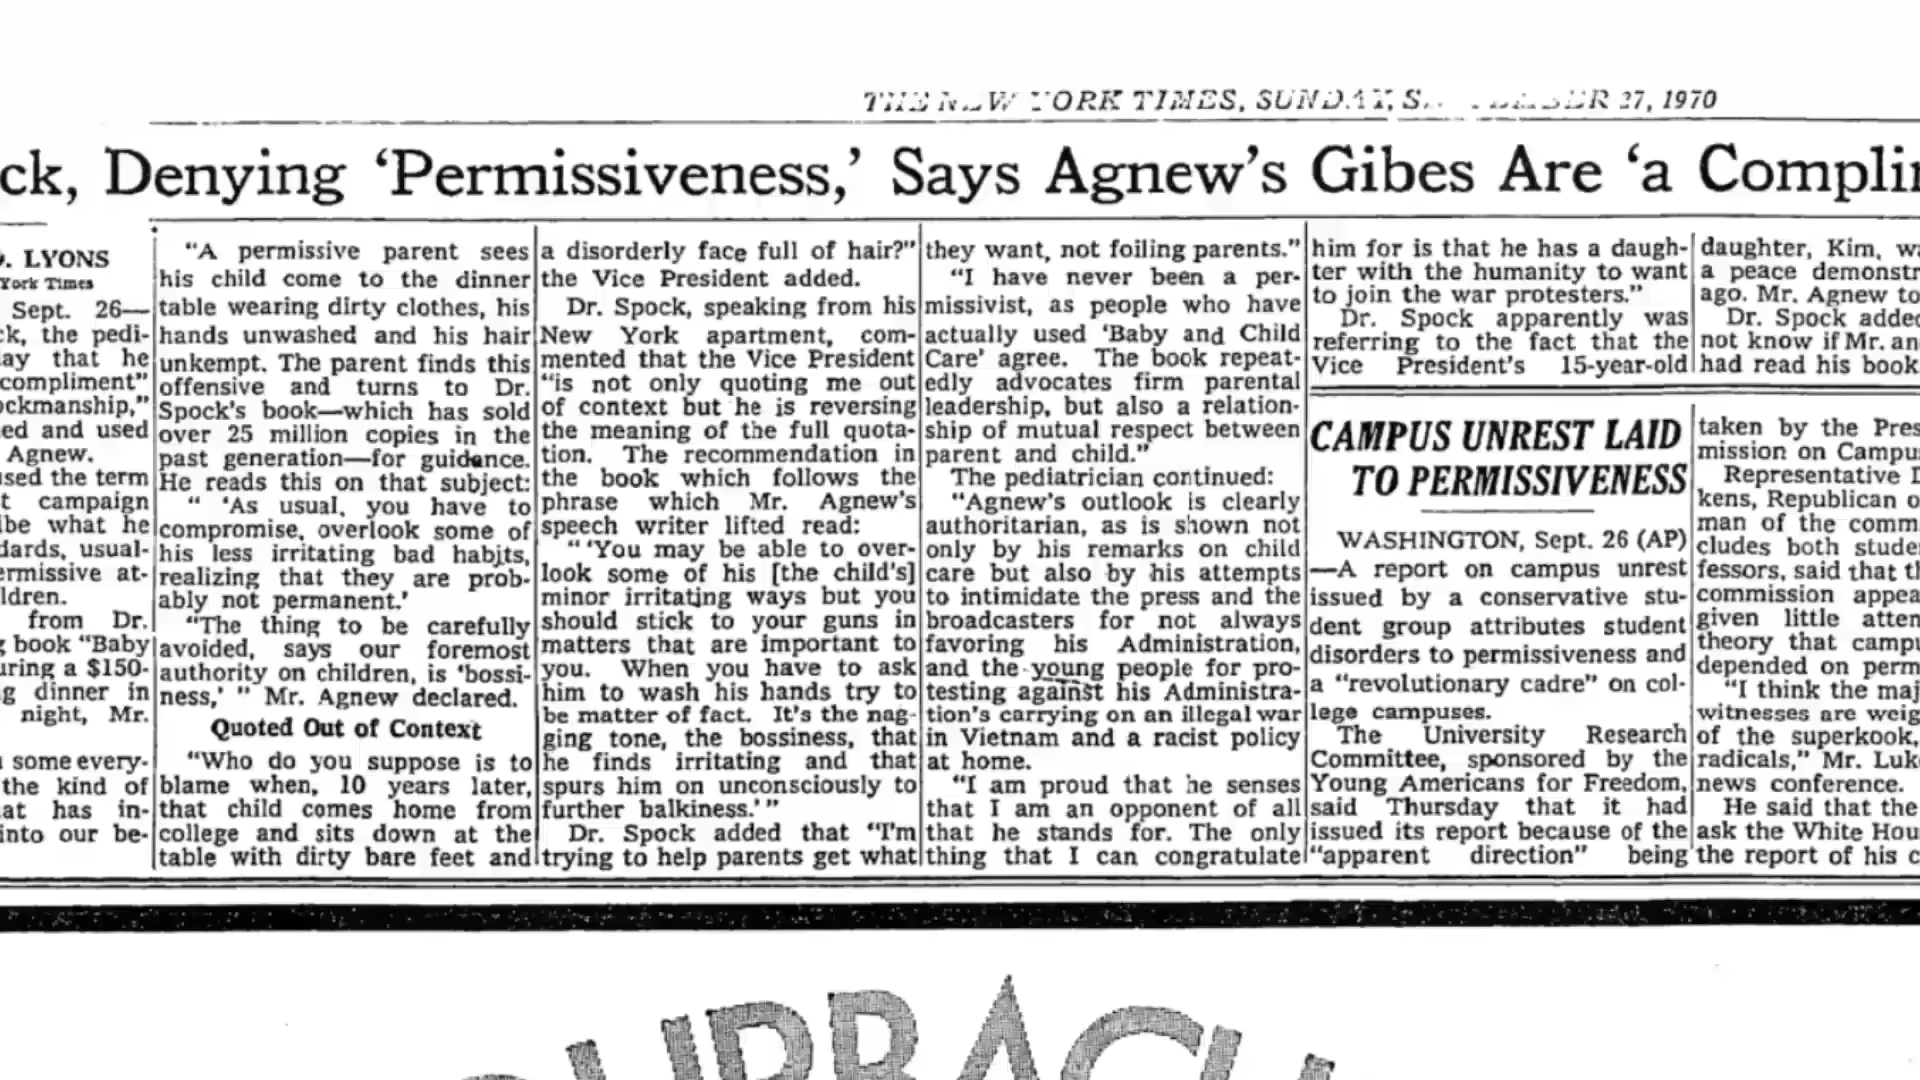 THE NEW YORK TIMES, SUNDAY, SEPTEMBER 27, 1970
ck, Denying ‘Permissiveness,’ Says Agnew’s Gibes Are ‘a Complin
. LYONS
York Times
Sept. 26—
ck, the pedi-
ay that he
compliment”
ockmanship,”
ed and used
Agnew.
sed the term
t campaign
be what he
dards, usual-
ermissive at-
ldren.
from Dr.
g book “Baby
uring a $150-
g dinner in
night, Mr.
some every-
the kind of
at has in-
into our be-
“A permissive parent sees
his child come to the dinner
table wearing dirty clothes, his
hands unwashed and his hair
unkempt. The parent finds this
offensive and turns to Dr.
Spock’s book—which has sold
over 25 million copies in the
past generation—for guidance.
He reads this on that subject:
“ ‘As usual, you have to
compromise, overlook some of
his less irritating bad habits,
realizing that they are prob-
ably not permanent.’
“The thing to be carefully
avoided, says our foremost
authority on children, is ‘bossi-
ness,’ ” Mr. Agnew declared.
Quoted Out of Context
“Who do you suppose is to
blame when, 10 years later,
that child comes home from
college and sits down at the
table with dirty bare feet and
a disorderly face full of hair?”
the Vice President added.
Dr. Spock, speaking from his
New York apartment, com-
mented that the Vice President
“is not only quoting me out
of context but he is reversing
the meaning of the full quota-
tion. The recommendation in
the book which follows the
phrase which Mr. Agnew’s
speech writer lifted read:
“ ‘You may be able to over-
look some of his [the child’s]
minor irritating ways but you
should stick to your guns in
matters that are important to
you. When you have to ask
him to wash his hands try to
be matter of fact. It’s the nag-
ging tone, the bossiness, that
he finds irritating and that
spurs him on unconsciously to
further balkiness.’ ”
Dr. Spock added that “I’m
trying to help parents get what
they want, not foiling parents.”
“I have never been a per-
missivist, as people who have
actually used ‘Baby and Child
Care’ agree. The book repeat-
edly advocates firm parental
leadership, but also a relation-
ship of mutual respect between
parent and child.”
The pediatrician continued:
“Agnew’s outlook is clearly
authoritarian, as is shown not
only by his remarks on child
care but also by his attempts
to intimidate the press and the
broadcasters for not always
favoring his Administration,
and the young people for pro-
testing against his Administra-
tion’s carrying on an illegal war
in Vietnam and a racist policy
at home.
“I am proud that he senses
that I am an opponent of all
that he stands for. The only
thing that I can congratulate
him for is that he has a daugh-
ter with the humanity to want
to join the war protesters.”
Dr. Spock apparently was
referring to the fact that the
Vice President’s 15-year-old
daughter, Kim, wa
a peace demonstr
ago. Mr. Agnew to
Dr. Spock added
not know if Mr. an
had read his book
CAMPUS UNREST LAID
TO PERMISSIVENESS
WASHINGTON, Sept. 26 (AP)
—A report on campus unrest
issued by a conservative stu-
dent group attributes student
disorders to permissiveness and
a “revolutionary cadre” on col-
lege campuses.
The University Research
Committee, sponsored by the
Young Americans for Freedom,
said Thursday that it had
issued its report because of the
“apparent direction” being
taken by the Pres
mission on Campus
Representative D
kens, Republican o
man of the comm
cludes both stude
fessors, said that th
commission appea
given little atten
theory that campu
depended on perm
“I think the maj
witnesses are weig
of the superkook,
radicals,” Mr. Luk
news conference.
He said that the
ask the White Hou
the report of his c